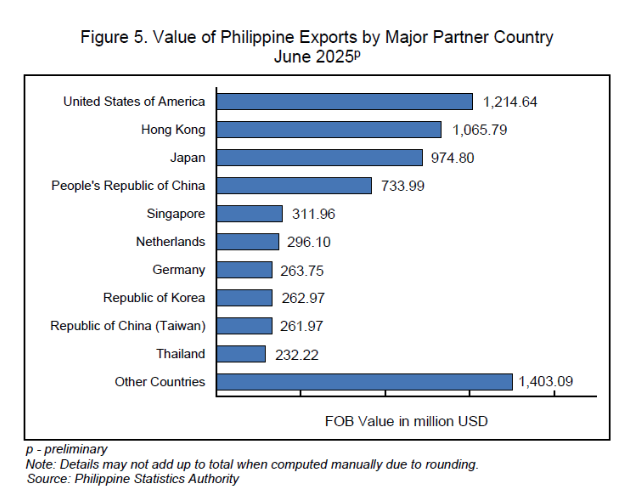 Figure 5. Value of Philippine Exports by Major Partner Country
June 2025ᵖ
United States of America 1,214.64
Hong Kong 1,065.79
Japan 974.80
People's Republic of China 733.99
Singapore 311.96
Netherlands 296.10
Germany 263.75
Republic of Korea 262.97
Republic of China (Taiwan) 261.97
Thailand 232.22
Other Countries 1,403.09
FOB Value in million USD
p - preliminary
Note: Details may not add up to total when computed manually due to rounding.
Source: Philippine Statistics Authority